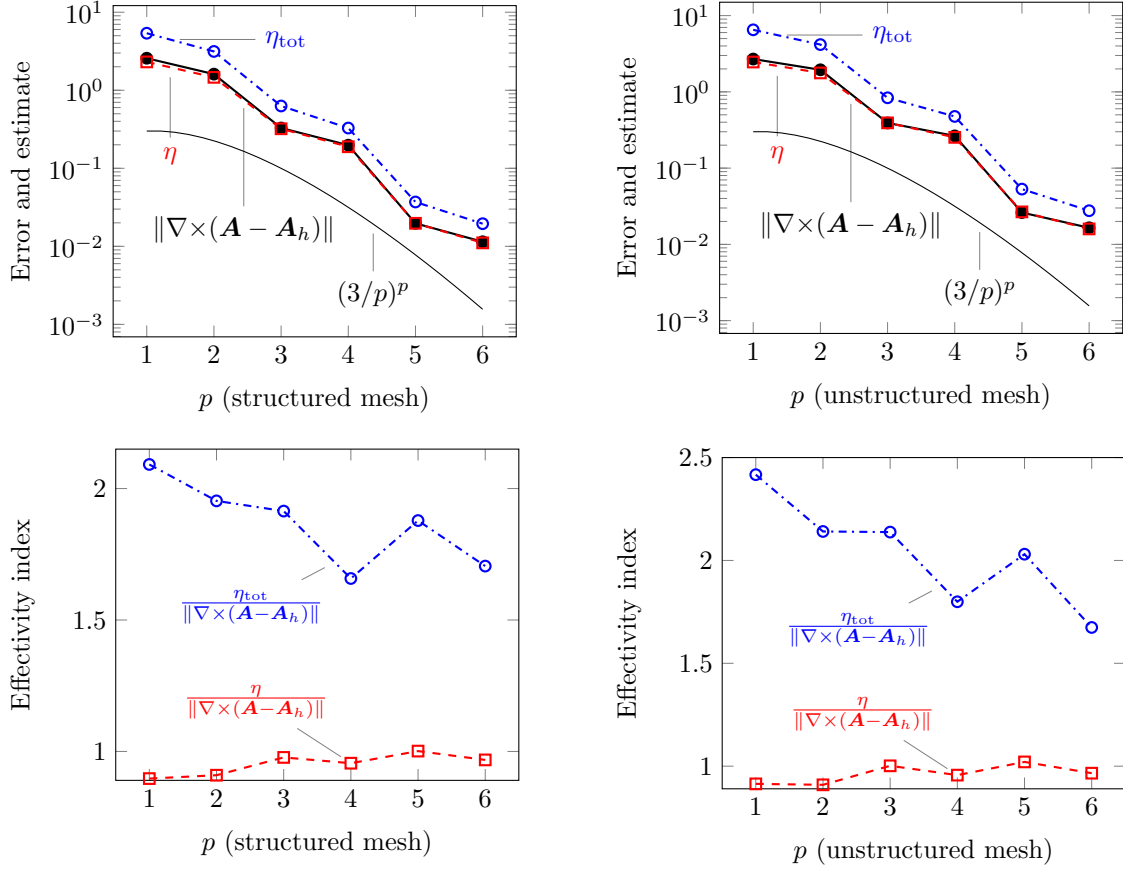 10^1
10^0
10^{-1}
10^{-2}
10^{-3}
Error and estimate
η_tot
η
‖∇×(A − A_h)‖
(3/p)^p
1 2 3 4 5 6
p (structured mesh)
10^1
10^0
10^{-1}
10^{-2}
10^{-3}
Error and estimate
η_tot
η
‖∇×(A − A_h)‖
(3/p)^p
1 2 3 4 5 6
p (unstructured mesh)
2
1.5
1
Effectivity index
η_tot
‖∇×(A−A_h)‖
η
‖∇×(A−A_h)‖
1 2 3 4 5 6
p (structured mesh)
2.5
2
1.5
1
Effectivity index
η_tot
‖∇×(A−A_h)‖
η
‖∇×(A−A_h)‖
1 2 3 4 5 6
p (unstructured mesh)